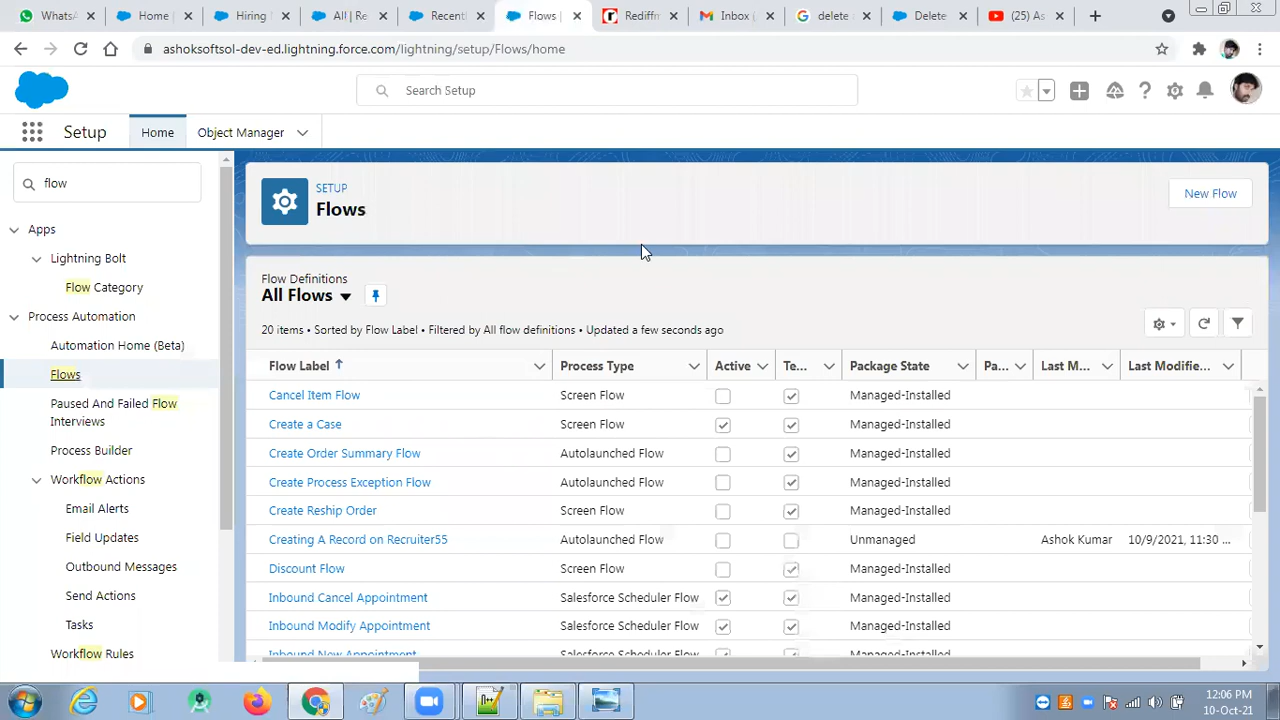 WhatsA
Home |
Hiring
All | Re
Recentl
Flows |
Rediffm
Inbox (
delete
Delete
(25) As
ashoksoftsol-dev-ed.lightning.force.com/lightning/setup/Flows/home
Search Setup
Setup
Home
Object Manager
flow
Apps
Lightning Bolt
Flow Category
Process Automation
Automation Home (Beta)
Flows
Paused And Failed Flow
Interviews
Process Builder
Workflow Actions
Email Alerts
Field Updates
Outbound Messages
Send Actions
Tasks
Workflow Rules
SETUP
Flows
New Flow
Flow Definitions
All Flows
20 items • Sorted by Flow Label • Filtered by All flow definitions • Updated a few seconds ago
Flow Label Process Type Active Te... Package State Pa... Last M... Last Modifie...
Cancel Item Flow Screen Flow Managed-Installed
Create a Case Screen Flow Managed-Installed
Create Order Summary Flow Autolaunched Flow Managed-Installed
Create Process Exception Flow Autolaunched Flow Managed-Installed
Create Reship Order Screen Flow Managed-Installed
Creating A Record on Recruiter55 Autolaunched Flow Unmanaged Ashok Kumar 10/9/2021, 11:30 ...
Discount Flow Screen Flow Managed-Installed
Inbound Cancel Appointment Salesforce Scheduler Flow Managed-Installed
Inbound Modify Appointment Salesforce Scheduler Flow Managed-Installed
Inbound New Appointment Salesforce Scheduler Flow Managed-Installed
12:06 PM
10-Oct-21